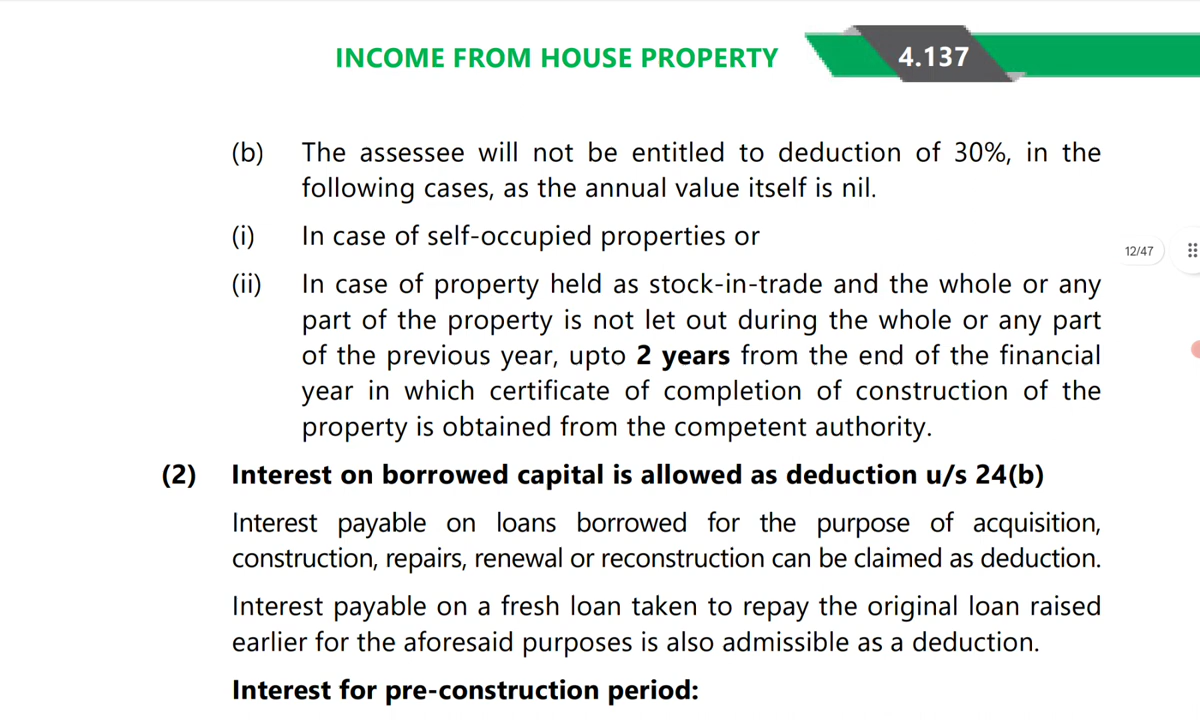 INCOME FROM HOUSE PROPERTY 4.137
(b) The assessee will not be entitled to deduction of 30%, in the
following cases, as the annual value itself is nil.
(i) In case of self-occupied properties or
12/47
(ii) In case of property held as stock-in-trade and the whole or any
part of the property is not let out during the whole or any part
of the previous year, upto 2 years from the end of the financial
year in which certificate of completion of construction of the
property is obtained from the competent authority.
(2) Interest on borrowed capital is allowed as deduction u/s 24(b)
Interest payable on loans borrowed for the purpose of acquisition,
construction, repairs, renewal or reconstruction can be claimed as deduction.
Interest payable on a fresh loan taken to repay the original loan raised
earlier for the aforesaid purposes is also admissible as a deduction.
Interest for pre-construction period: